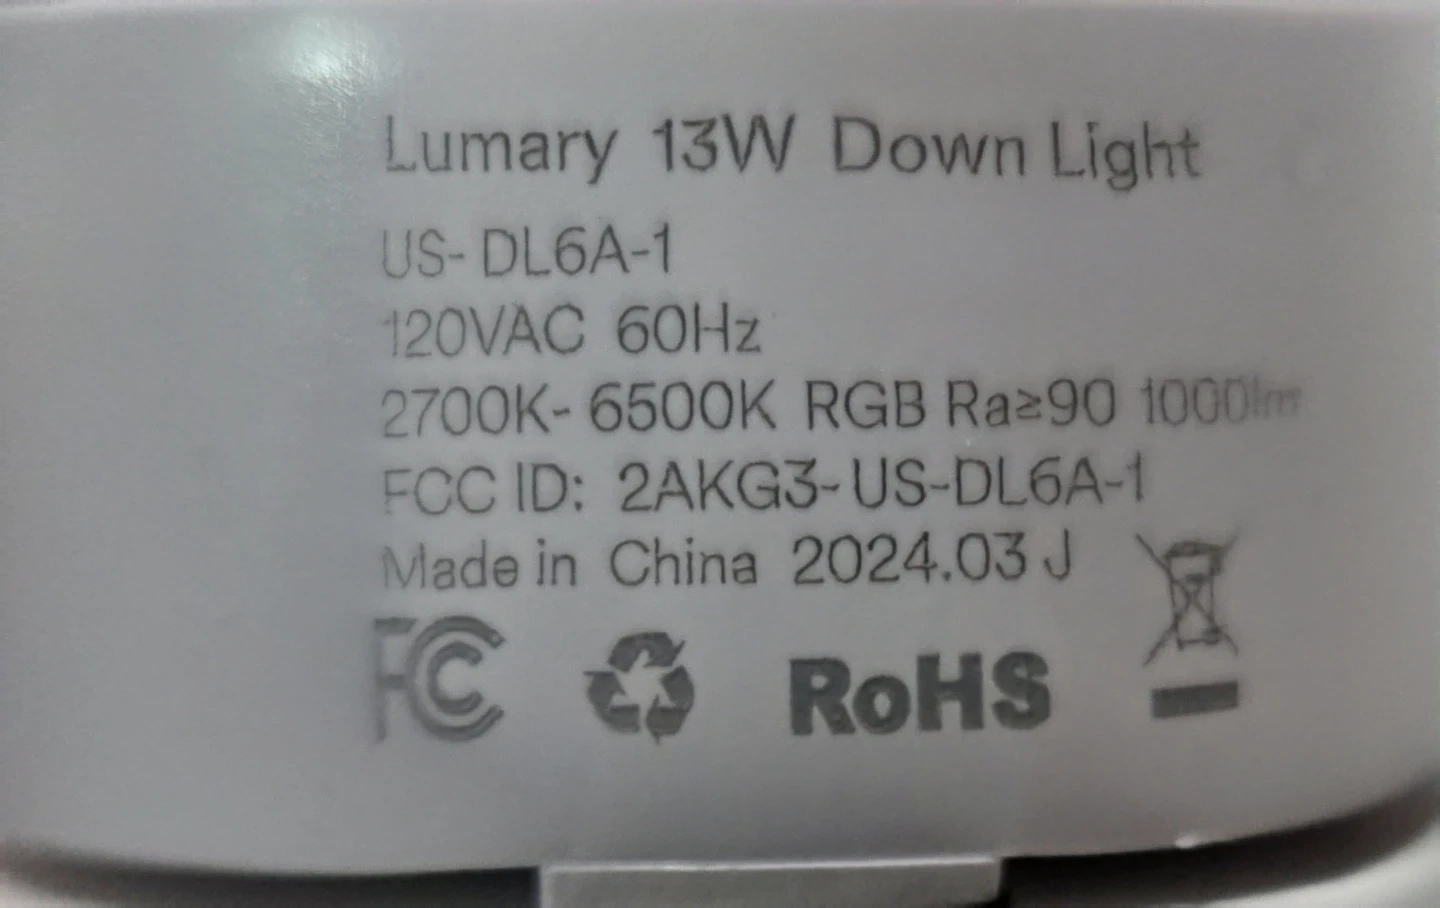 Lumary 13W Down Light
US-DL6A-1
120VAC 60Hz
2700K-6500K RGB Ra≥90 1000lm
FCC ID: 2AKG3-US-DL6A-1
Made in China 2024.03 J
FC RoHS